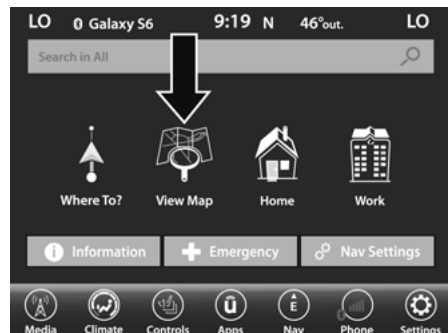 LO Galaxy S6 9:19 N 46°out. LO
Search in All
Where To? View Map Home Work
i Information Emergency Nav Settings
ū E
Media Climate Controls Apps Nav Phone Settings